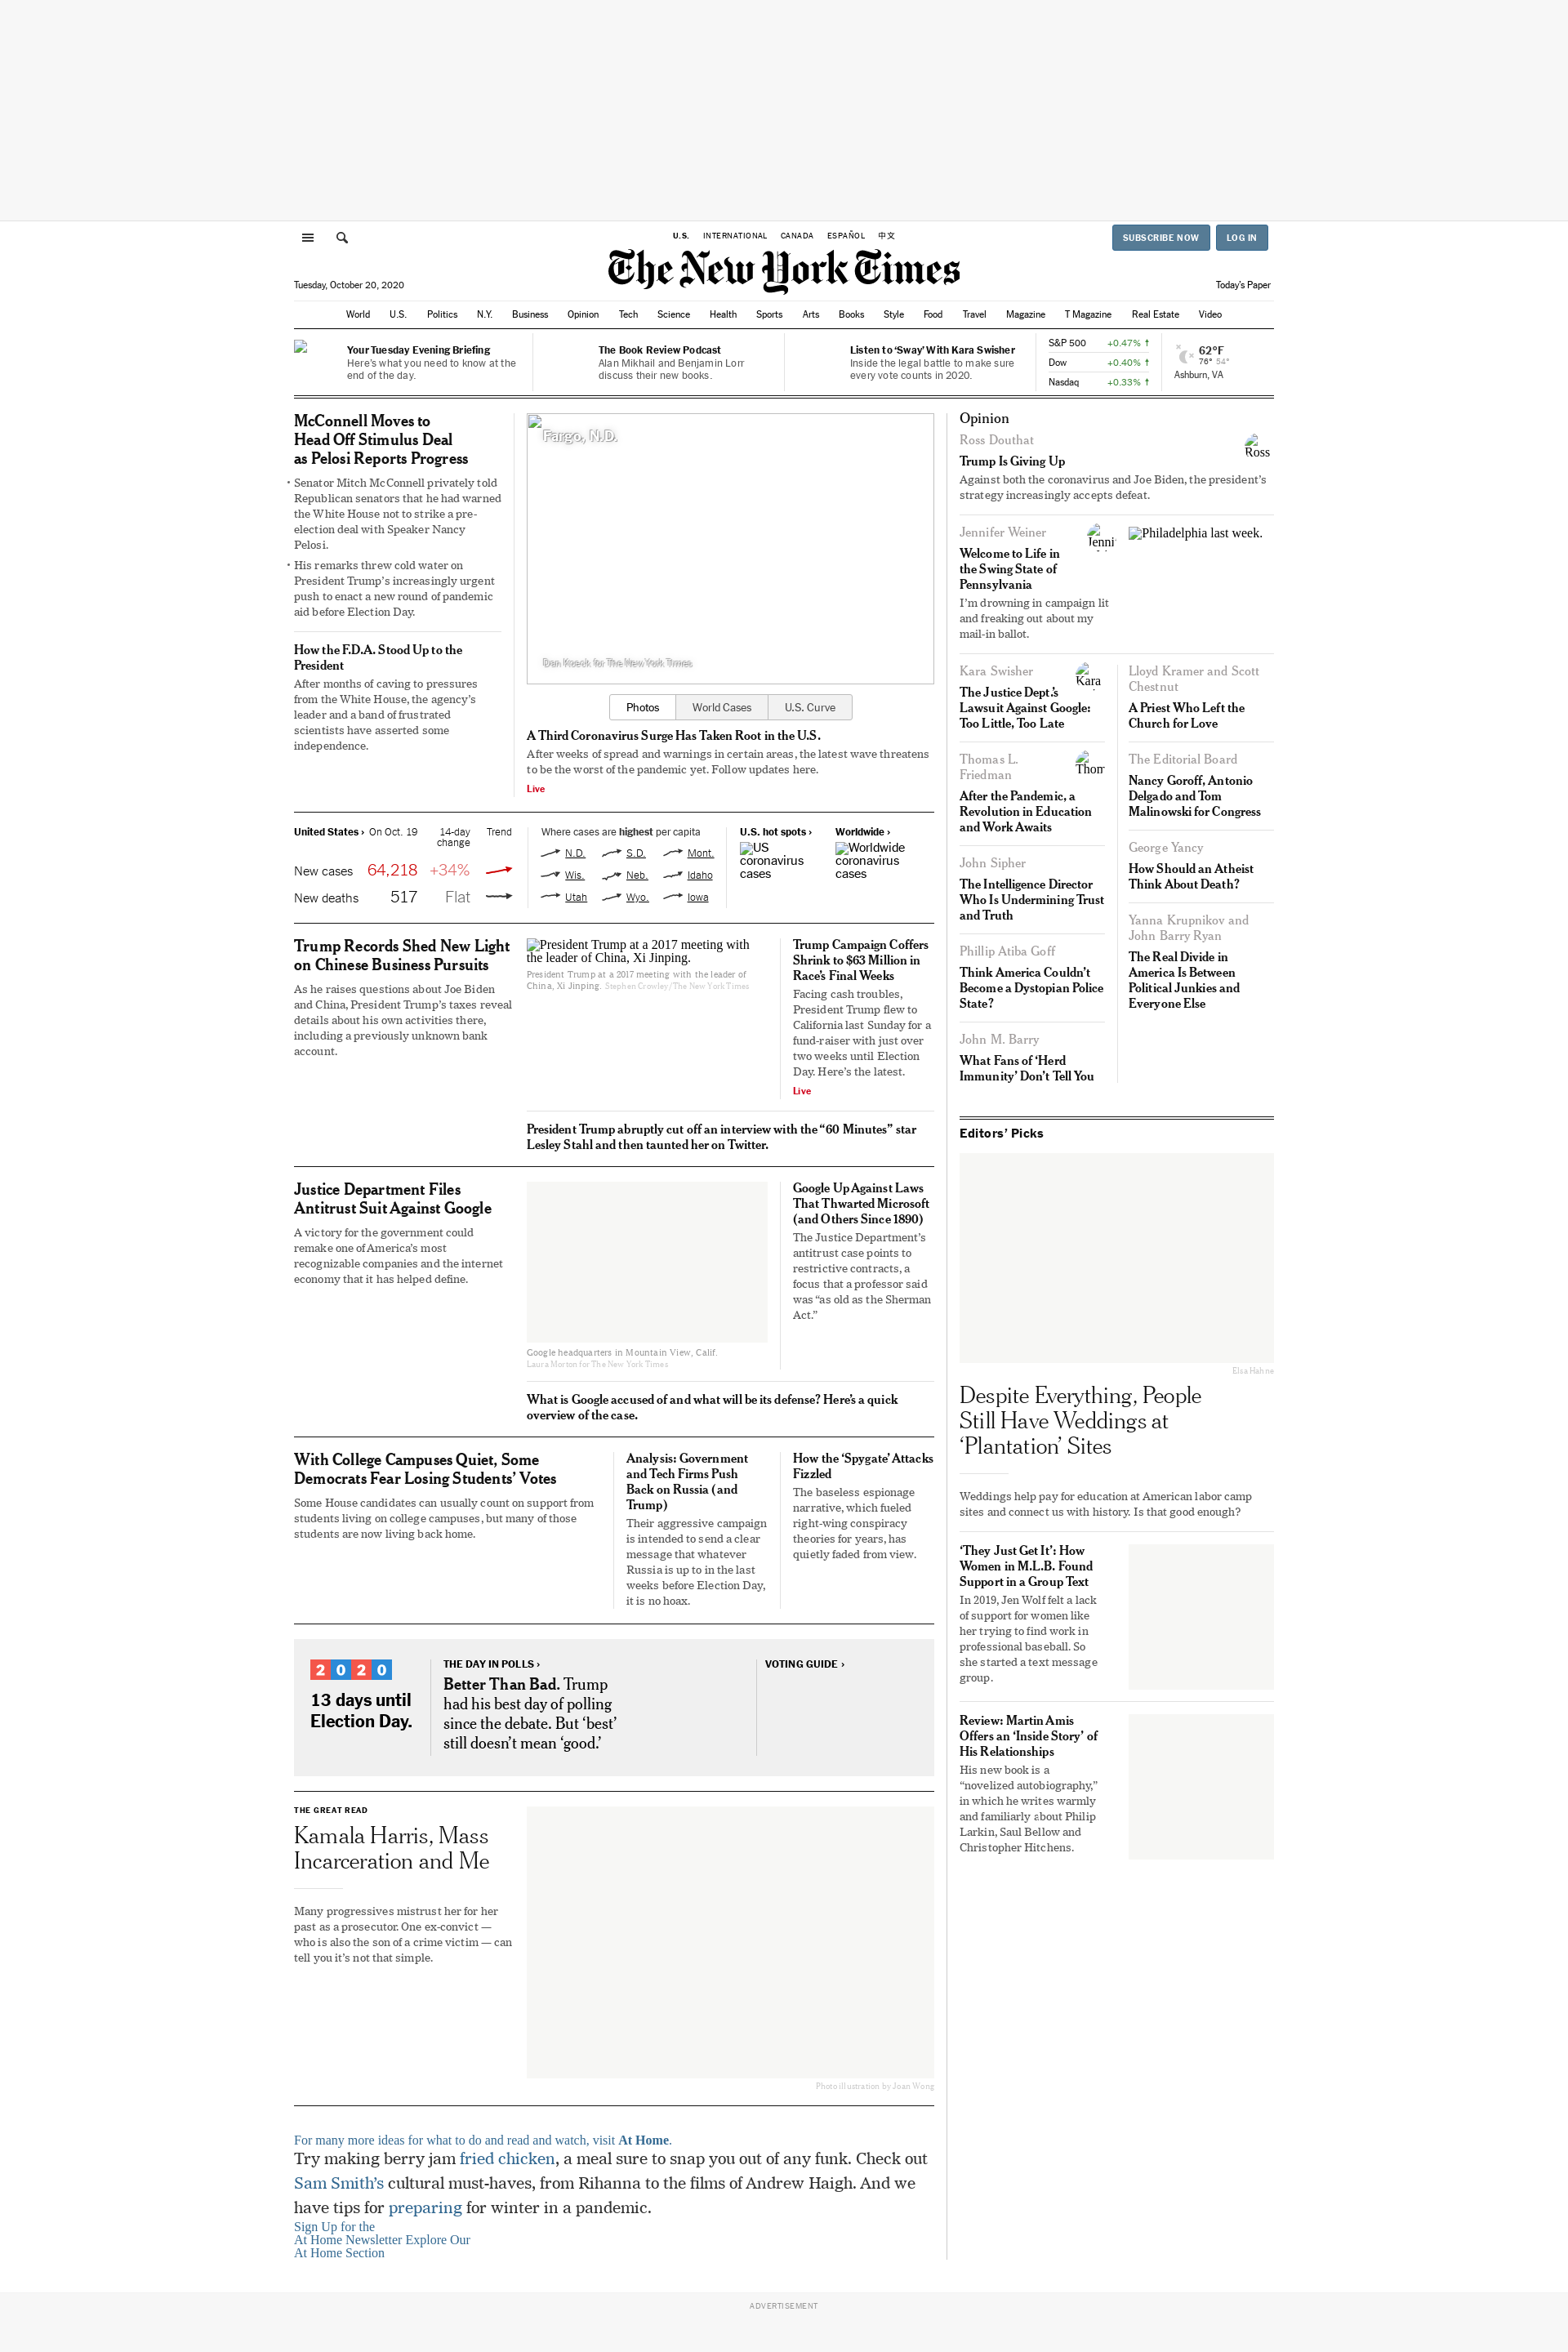 U.S. INTERNATIONAL CANADA ESPAÑOL 中文
SUBSCRIBE NOW LOG IN
The New York Times
Tuesday, October 20, 2020
Today's Paper
World U.S. Politics N.Y. Business Opinion Tech Science Health Sports Arts Books Style Food Travel Magazine T Magazine Real Estate Video
Your Tuesday Evening Briefing
Here's what you need to know at the
end of the day.
The Book Review Podcast
Alan Mikhail and Benjamin Lorr
discuss their new books.
Listen to 'Sway' With Kara Swisher
Inside the legal battle to make sure
every vote counts in 2020.
S&P 500 +0.47% ↑
Dow +0.40% ↑
Nasdaq +0.33% ↑
62°F
76° 54°
Ashburn, VA
McConnell Moves to
Head Off Stimulus Deal
as Pelosi Reports Progress
• Senator Mitch McConnell privately told
Republican senators that he had warned
the White House not to strike a pre-
election deal with Speaker Nancy
Pelosi.
• His remarks threw cold water on
President Trump's increasingly urgent
push to enact a new round of pandemic
aid before Election Day.
How the F.D.A. Stood Up to the
President
After months of caving to pressures
from the White House, the agency's
leader and a band of frustrated
scientists have asserted some
independence.
Fargo, N.D.
Dan Koeck for The New York Times
Photos World Cases U.S. Curve
A Third Coronavirus Surge Has Taken Root in the U.S.
After weeks of spread and warnings in certain areas, the latest wave threatens
to be the worst of the pandemic yet. Follow updates here.
Live
United States › On Oct. 19 14-day
change Trend
New cases 64,218 +34%
New deaths 517 Flat
Where cases are highest per capita
N.D. S.D. Mont.
Wis. Neb. Idaho
Utah Wyo. Iowa
U.S. hot spots ›
US
coronavirus
cases
Worldwide ›
Worldwide
coronavirus
cases
Trump Records Shed New Light
on Chinese Business Pursuits
As he raises questions about Joe Biden
and China, President Trump's taxes reveal
details about his own activities there,
including a previously unknown bank
account.
President Trump at a 2017 meeting with
the leader of China, Xi Jinping.
President Trump at a 2017 meeting with the leader of
China, Xi Jinping. Stephen Crowley/The New York Times
Trump Campaign Coffers
Shrink to $63 Million in
Race's Final Weeks
Facing cash troubles,
President Trump flew to
California last Sunday for a
fund-raiser with just over
two weeks until Election
Day. Here's the latest.
Live
President Trump abruptly cut off an interview with the “60 Minutes” star
Lesley Stahl and then taunted her on Twitter.
Justice Department Files
Antitrust Suit Against Google
A victory for the government could
remake one of America's most
recognizable companies and the internet
economy that it has helped define.
Google headquarters in Mountain View, Calif.
Laura Morton for The New York Times
Google Up Against Laws
That Thwarted Microsoft
(and Others Since 1890)
The Justice Department's
antitrust case points to
restrictive contracts, a
focus that a professor said
was “as old as the Sherman
Act.”
What is Google accused of and what will be its defense? Here's a quick
overview of the case.
With College Campuses Quiet, Some
Democrats Fear Losing Students' Votes
Some House candidates can usually count on support from
students living on college campuses, but many of those
students are now living back home.
Analysis: Government
and Tech Firms Push
Back on Russia (and
Trump)
Their aggressive campaign
is intended to send a clear
message that whatever
Russia is up to in the last
weeks before Election Day,
it is no hoax.
How the ‘Spygate’ Attacks
Fizzled
The baseless espionage
narrative, which fueled
right-wing conspiracy
theories for years, has
quietly faded from view.
2020
13 days until
Election Day.
THE DAY IN POLLS ›
Better Than Bad. Trump
had his best day of polling
since the debate. But ‘best’
still doesn't mean ‘good.’
VOTING GUIDE ›
THE GREAT READ
Kamala Harris, Mass
Incarceration and Me
Many progressives mistrust her for her
past as a prosecutor. One ex-convict —
who is also the son of a crime victim — can
tell you it's not that simple.
Photo illustration by Joan Wong
For many more ideas for what to do and read and watch, visit At Home.
Try making berry jam fried chicken, a meal sure to snap you out of any funk. Check out
Sam Smith's cultural must-haves, from Rihanna to the films of Andrew Haigh. And we
have tips for preparing for winter in a pandemic.
Sign Up for the
At Home Newsletter Explore Our
At Home Section
Opinion
Ross Douthat
Ross
Trump Is Giving Up
Against both the coronavirus and Joe Biden, the president's
strategy increasingly accepts defeat.
Jennifer Weiner
Welcome to Life in
the Swing State of
Pennsylvania
I'm drowning in campaign lit
and freaking out about my
mail-in ballot.
Philadelphia last week.
Kara Swisher
Kara
The Justice Dept.'s
Lawsuit Against Google:
Too Little, Too Late
Thomas L.
Friedman
After the Pandemic, a
Revolution in Education
and Work Awaits
John Sipher
The Intelligence Director
Who Is Undermining Trust
and Truth
Phillip Atiba Goff
Think America Couldn't
Become a Dystopian Police
State?
John M. Barry
What Fans of ‘Herd
Immunity’ Don't Tell You
Lloyd Kramer and Scott
Chestnut
A Priest Who Left the
Church for Love
The Editorial Board
Nancy Goroff, Antonio
Delgado and Tom
Malinowski for Congress
George Yancy
How Should an Atheist
Think About Death?
Yanna Krupnikov and
John Barry Ryan
The Real Divide in
America Is Between
Political Junkies and
Everyone Else
Editors' Picks
Elsa Hahne
Despite Everything, People
Still Have Weddings at
‘Plantation’ Sites
Weddings help pay for education at American labor camp
sites and connect us with history. Is that good enough?
‘They Just Get It’: How
Women in M.L.B. Found
Support in a Group Text
In 2019, Jen Wolf felt a lack
of support for women like
her trying to find work in
professional baseball. So
she started a text message
group.
Review: Martin Amis
Offers an ‘Inside Story’ of
His Relationships
His new book is a
“novelized autobiography,”
in which he writes warmly
and familiarly about Philip
Larkin, Saul Bellow and
Christopher Hitchens.
ADVERTISEMENT